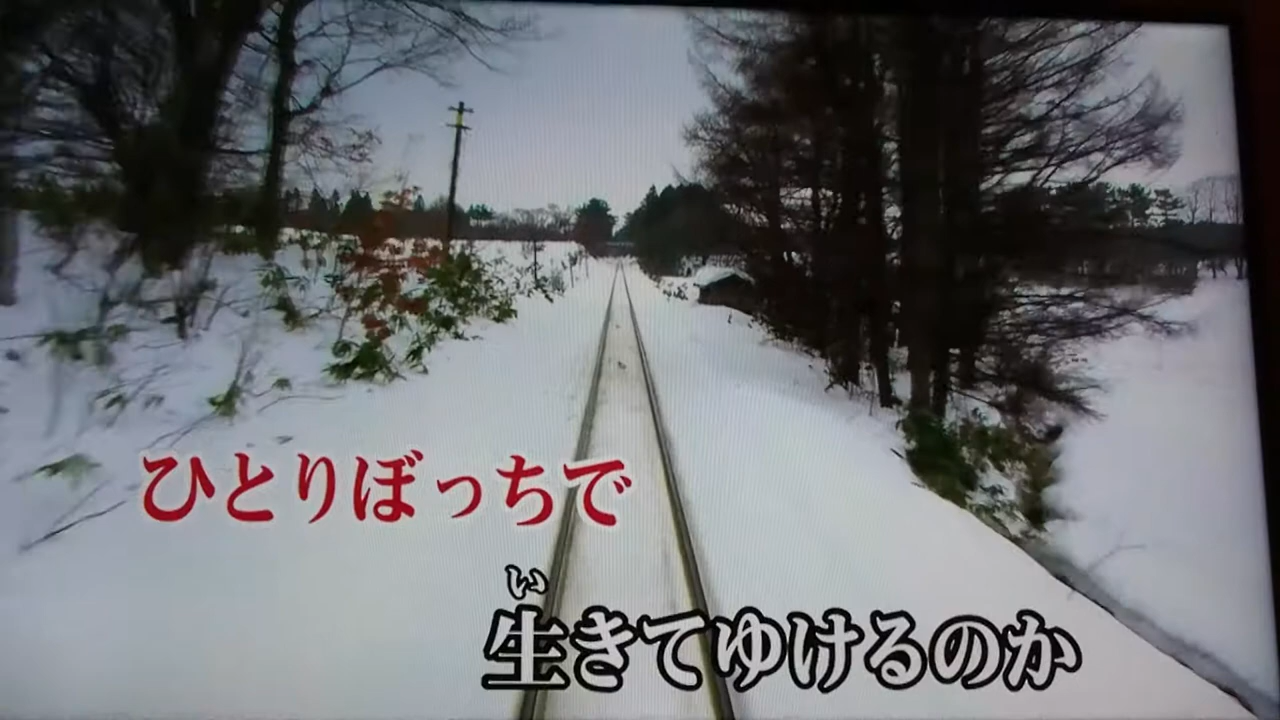 ひとりぼっちで
い
生きてゆけるのか